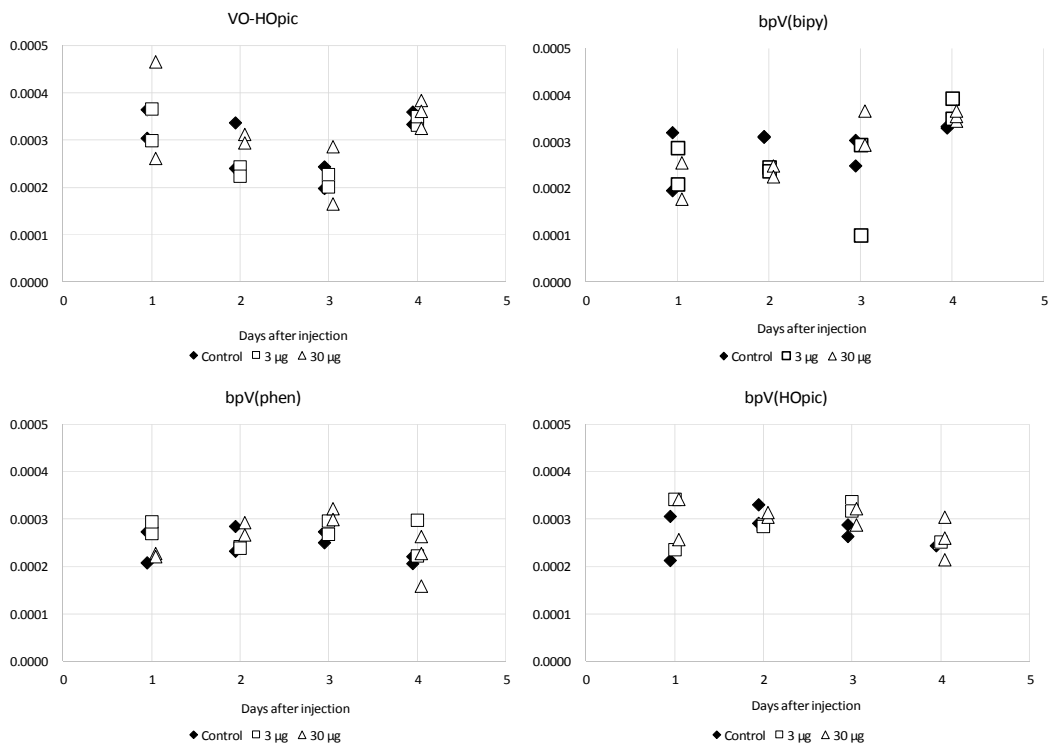 VO-HOpic
0.0005
0.0004
0.0003
0.0002
0.0001
0.0000
0 1 2 3 4 5
Days after injection
Control 3 µg 30 µg
bpV(bipy)
0.0005
0.0004
0.0003
0.0002
0.0001
0.0000
0 1 2 3 4 5
Days after injection
Control 3 µg 30 µg
bpV(phen)
0.0005
0.0004
0.0003
0.0002
0.0001
0.0000
0 1 2 3 4 5
Days after injection
Control 3 µg 30 µg
bpV(HOpic)
0.0005
0.0004
0.0003
0.0002
0.0001
0.0000
0 1 2 3 4 5
Days after injection
Control 3 µg 30 µg